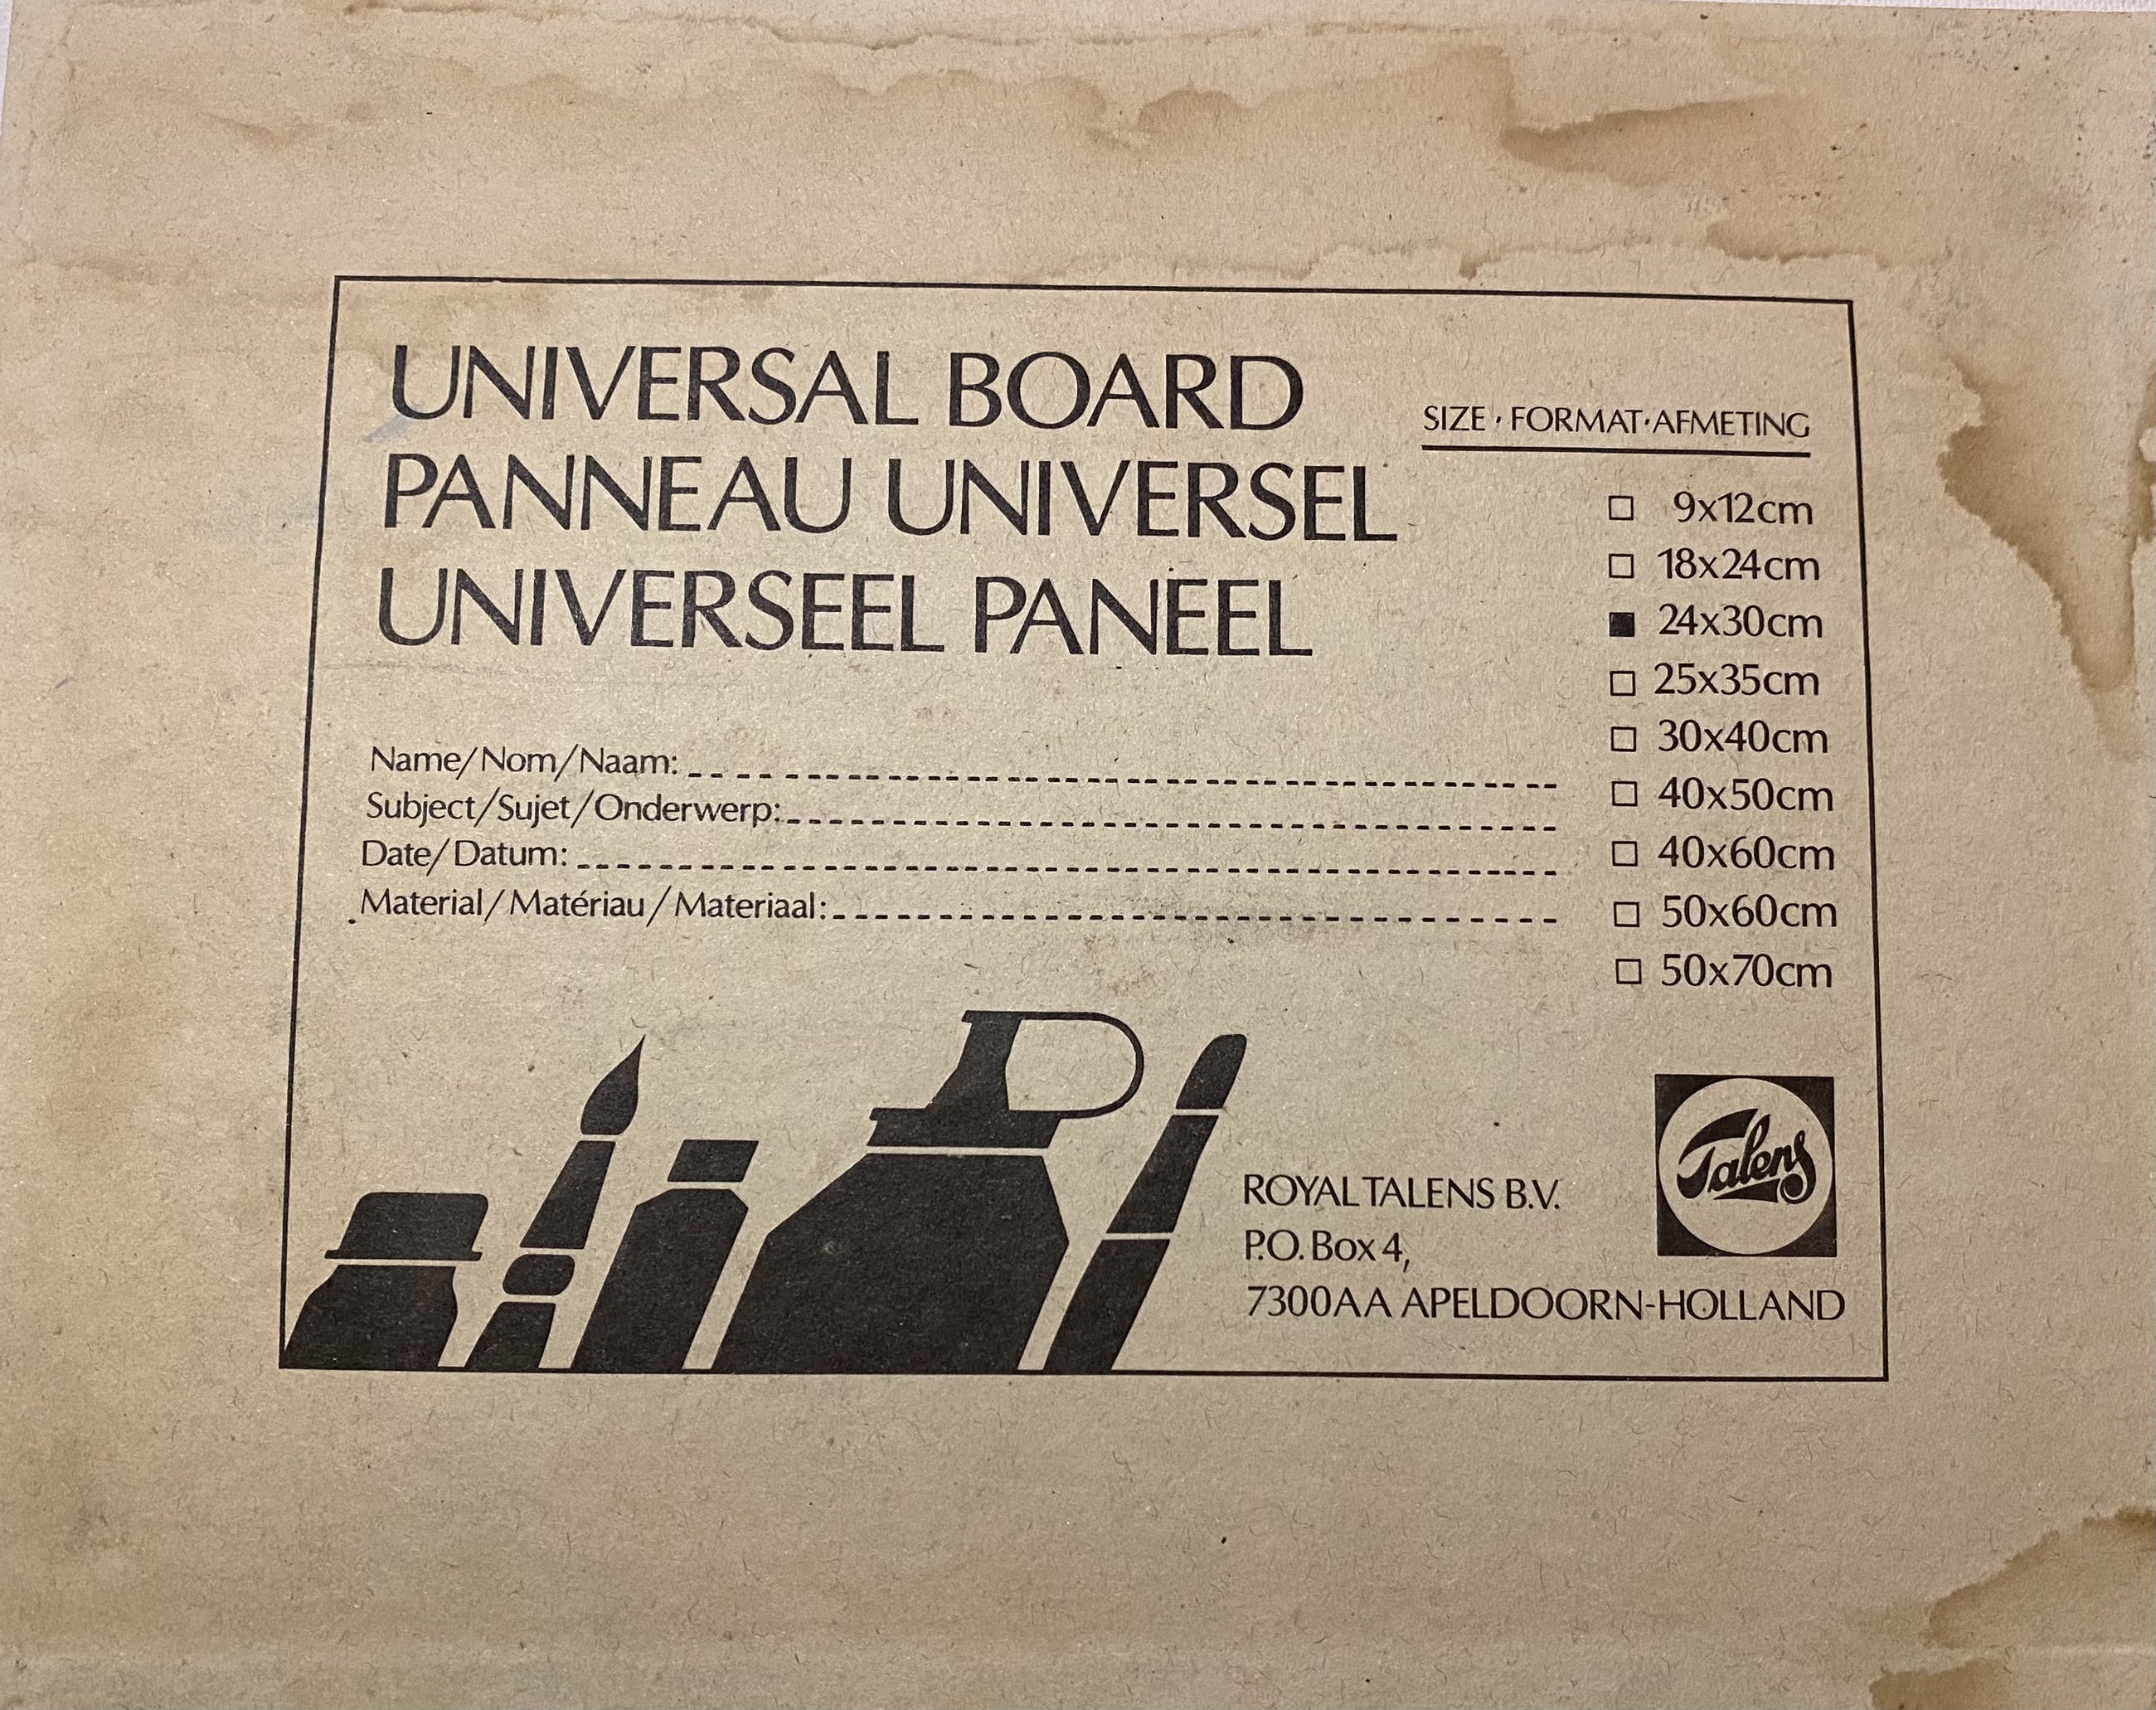 UNIVERSAL BOARD
PANNEAU UNIVERSEL
UNIVERSEEL PANEEL
SIZE · FORMAT · AFMETING
9x12cm
18x24cm
24x30cm
25x35cm
30x40cm
40x50cm
40x60cm
50x60cm
50x70cm
Name/Nom/Naam:
Subject/Sujet/Onderwerp:
Date/Datum:
Material/Matériau/Materiaal:
Talens
ROYAL TALENS B.V.
P.O. Box 4,
7300AA APELDOORN-HOLLAND